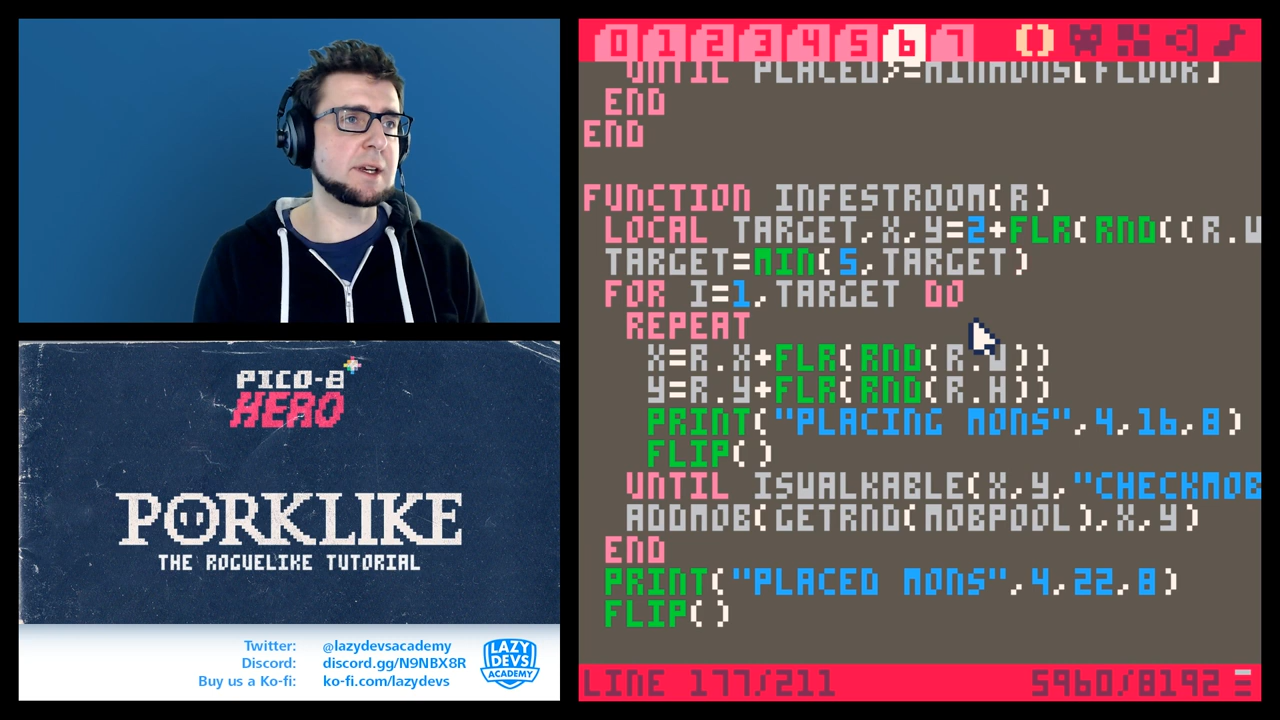 0 1 2 3 4 5 6 7
UNTIL PLACED>=MINMONS[FLOOR]
END
END
FUNCTION INFESTROOM(R)
LOCAL TARGET,X,Y=2+FLR(RND((R.W
TARGET=MIN(5,TARGET)
FOR I=1,TARGET DO
REPEAT
X=R.X+FLR(RND(R.W))
Y=R.Y+FLR(RND(R.H))
PRINT("PLACING MONS",4,16,8)
FLIP()
UNTIL ISWALKABLE(X,Y,"CHECKMOB
ADDMOB(GETRND(MOBPOOL),X,Y)
END
PRINT("PLACED MONS",4,22,8)
FLIP()
LINE 177/211 5960/8192
PICO-8
HERO
PORKLIKE
THE ROGUELIKE TUTORIAL
Twitter: @lazydevsacademy
Discord: discord.gg/N9NBX8R
Buy us a Ko-fi: ko-fi.com/lazydevs
LAZY
DEVS
ACADEMY